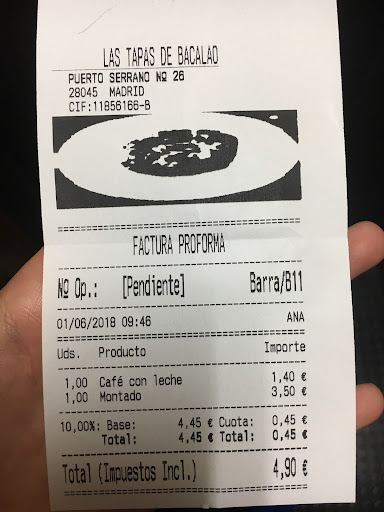 LAS TAPAS DE BACALAO
PUERTO SERRANO Nº 26
28045 MADRID
CIF:11856166-B
FACTURA PROFORMA
Nº Op.: [Pendiente] Barra/B11
01/06/2018 09:46 ANA
Uds. Producto Importe
1,00 Café con leche 1,40 €
1,00 Montado 3,50 €
10,00%: Base: 4,45 € Cuota: 0,45 €
Total: 4,45 € Total: 0,45 €
Total (Impuestos Incl.) 4,90 €